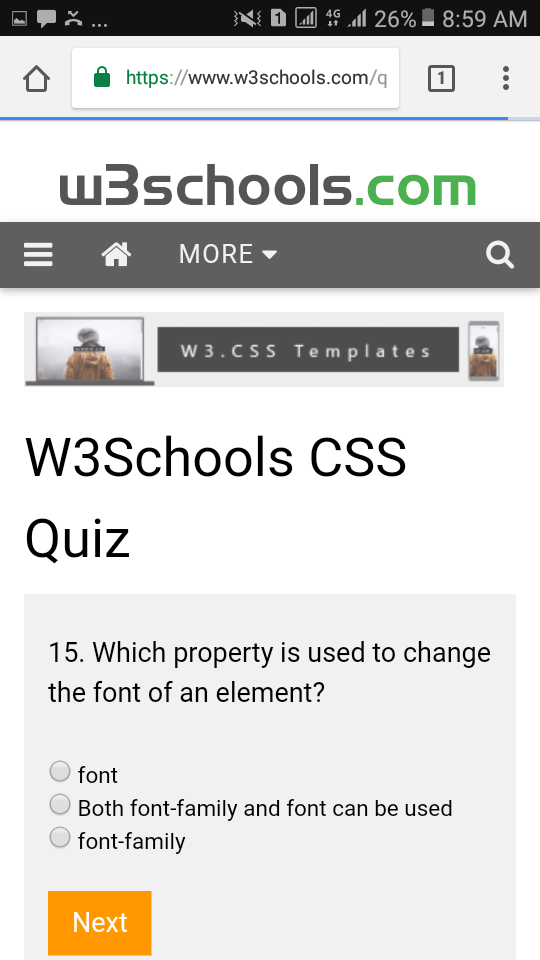 ... 1 4G 26% 8:59 AM
https://www.w3schools.com/q 1
w3schools.com
MORE
W3.CSS Templates
W3Schools CSS
Quiz
15. Which property is used to change
the font of an element?
font
Both font-family and font can be used
font-family
Next